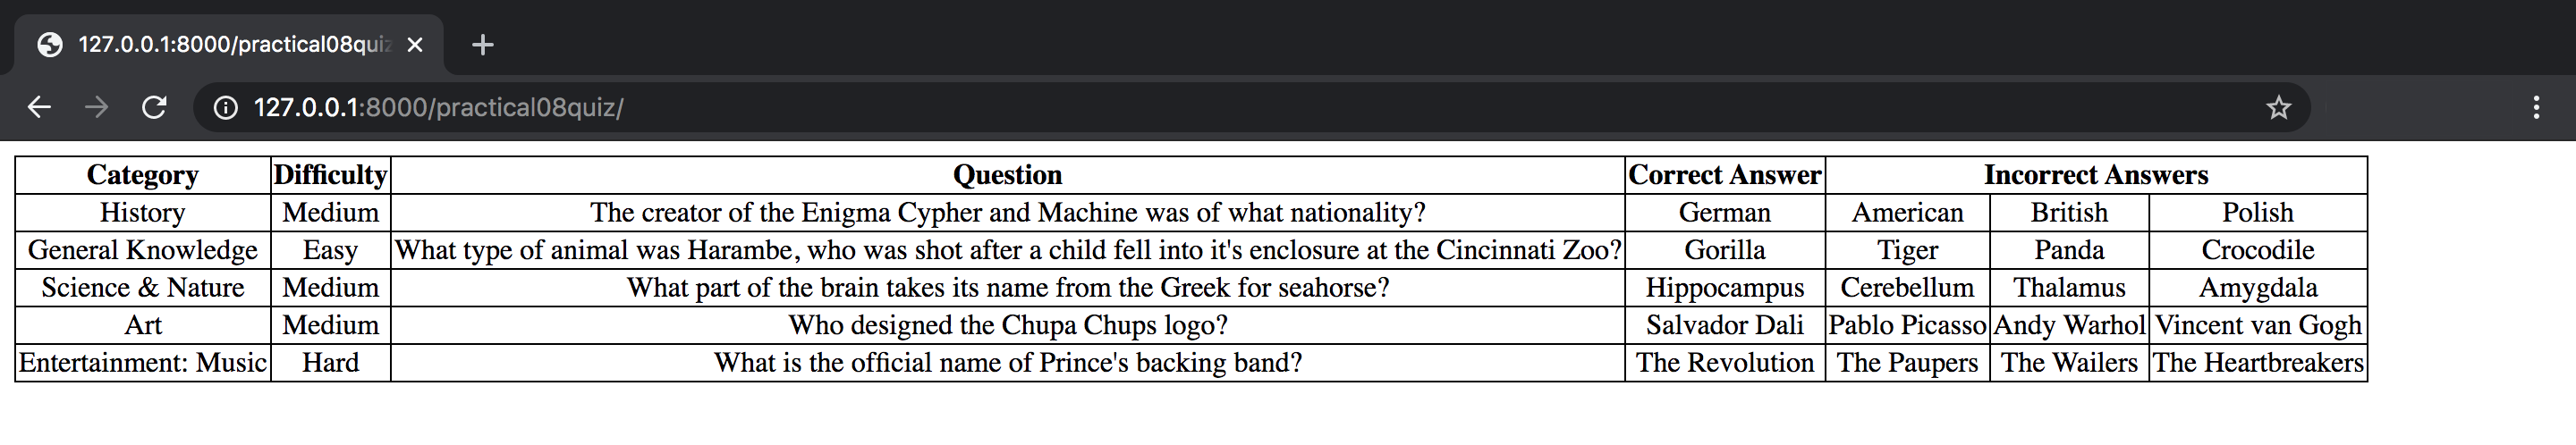 127.0.0.1:8000/practical08quiz
127.0.0.1:8000/practical08quiz/
Category Difficulty Question Correct Answer Incorrect Answers
History Medium The creator of the Enigma Cypher and Machine was of what nationality? German American British Polish
General Knowledge Easy What type of animal was Harambe, who was shot after a child fell into it's enclosure at the Cincinnati Zoo? Gorilla Tiger Panda Crocodile
Science & Nature Medium What part of the brain takes its name from the Greek for seahorse? Hippocampus Cerebellum Thalamus Amygdala
Art Medium Who designed the Chupa Chups logo? Salvador Dali Pablo Picasso Andy Warhol Vincent van Gogh
Entertainment: Music Hard What is the official name of Prince's backing band? The Revolution The Paupers The Wailers The Heartbreakers